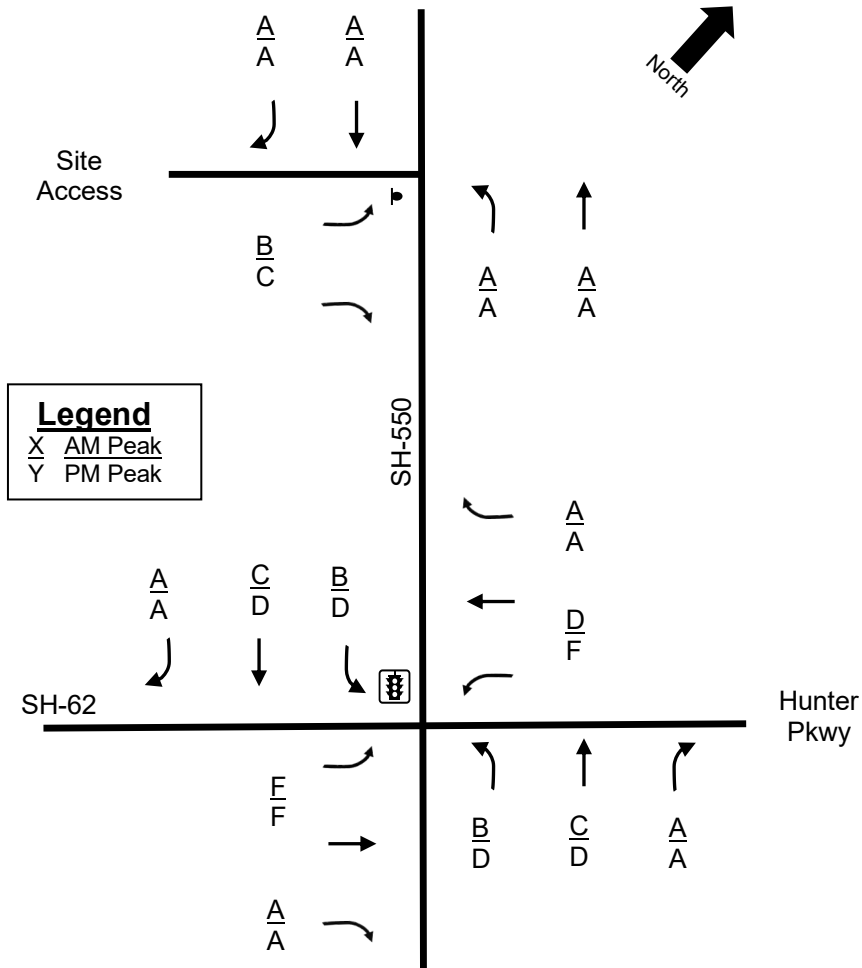 A
A
A
A
North
Site
Access
B
C
A
A
A
A
Legend
X AM Peak
Y PM Peak
SH-550
A
A
A
A
C
D
B
D
D
F
SH-62
Hunter
Pkwy
F
F
B
D
C
D
A
A
A
A